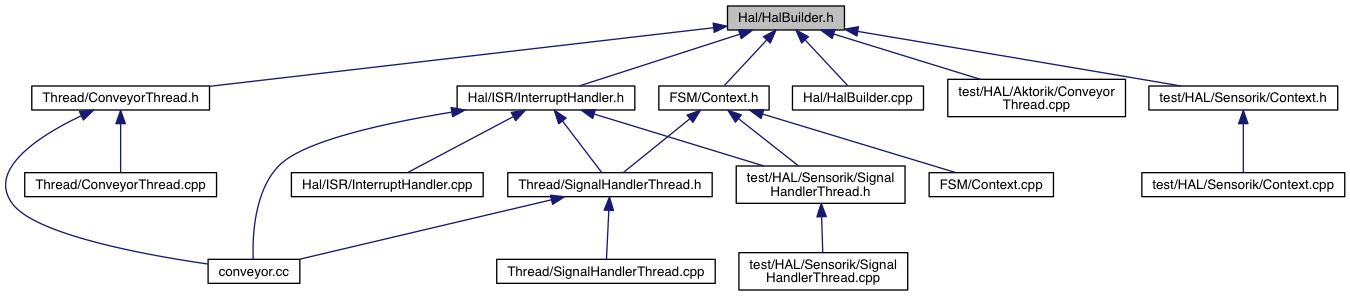 Hal/HalBuilder.h
Thread/ConveyorThread.h
Hal/ISR/InterruptHandler.h
FSM/Context.h
Hal/HalBuilder.cpp
test/HAL/Aktorik/Conveyor
Thread.cpp
test/HAL/Sensorik/Context.h
Thread/ConveyorThread.cpp
Hal/ISR/InterruptHandler.cpp
Thread/SignalHandlerThread.h
test/HAL/Sensorik/Signal
HandlerThread.h
FSM/Context.cpp
test/HAL/Sensorik/Context.cpp
conveyor.cc
Thread/SignalHandlerThread.cpp
test/HAL/Sensorik/Signal
HandlerThread.cpp